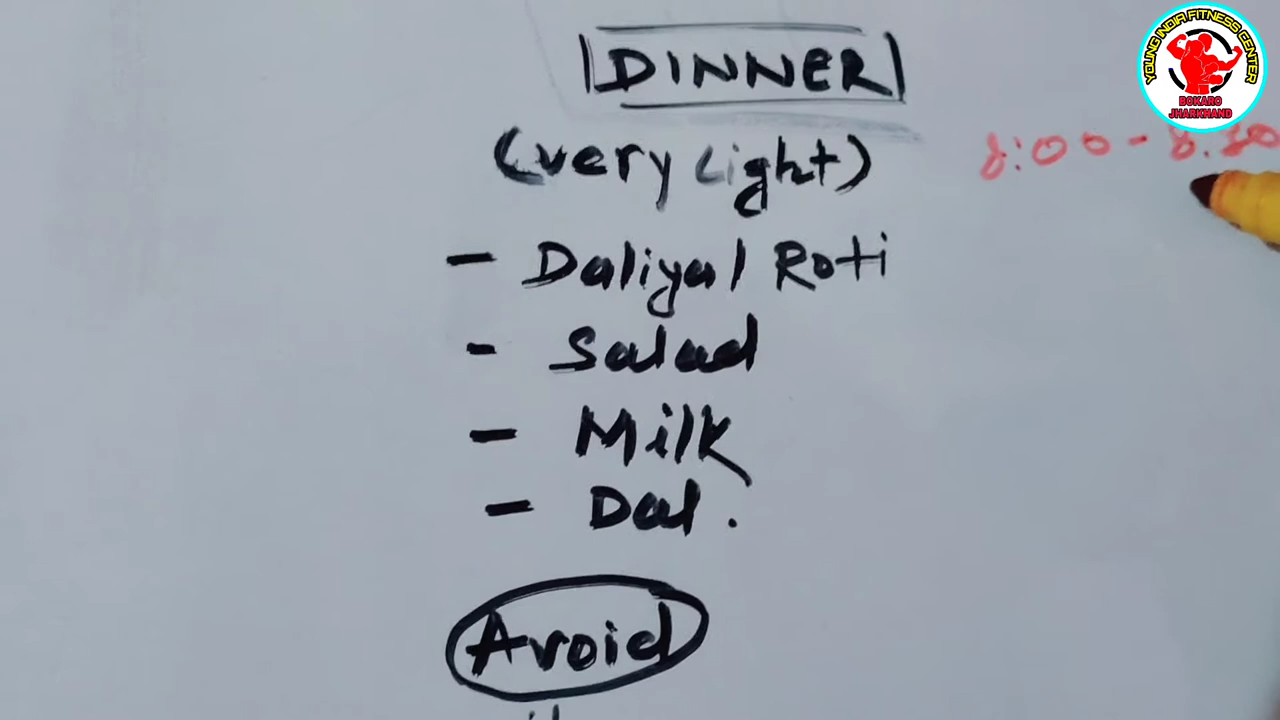 YOUNG INDIA FITNESS CENTER
BOKARO
JHARKHAND
DINNER
(very light)
8:00 - 8.30
- Daliya/ Roti
- Salad
- Milk
- Dal.
Avoid